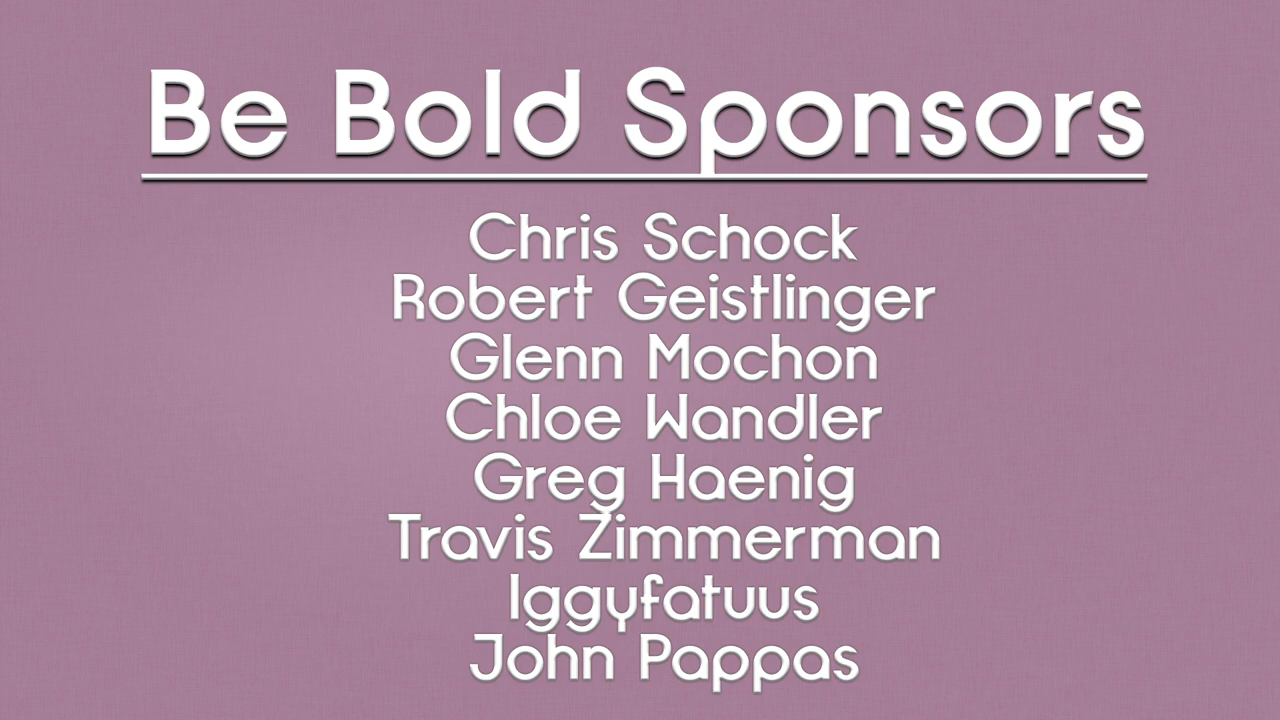 Be Bold Sponsors
Chris Schock
Robert Geistlinger
Glenn Mochon
Chloe Wandler
Greg Haenig
Travis Zimmerman
Iggyfatuus
John Pappas